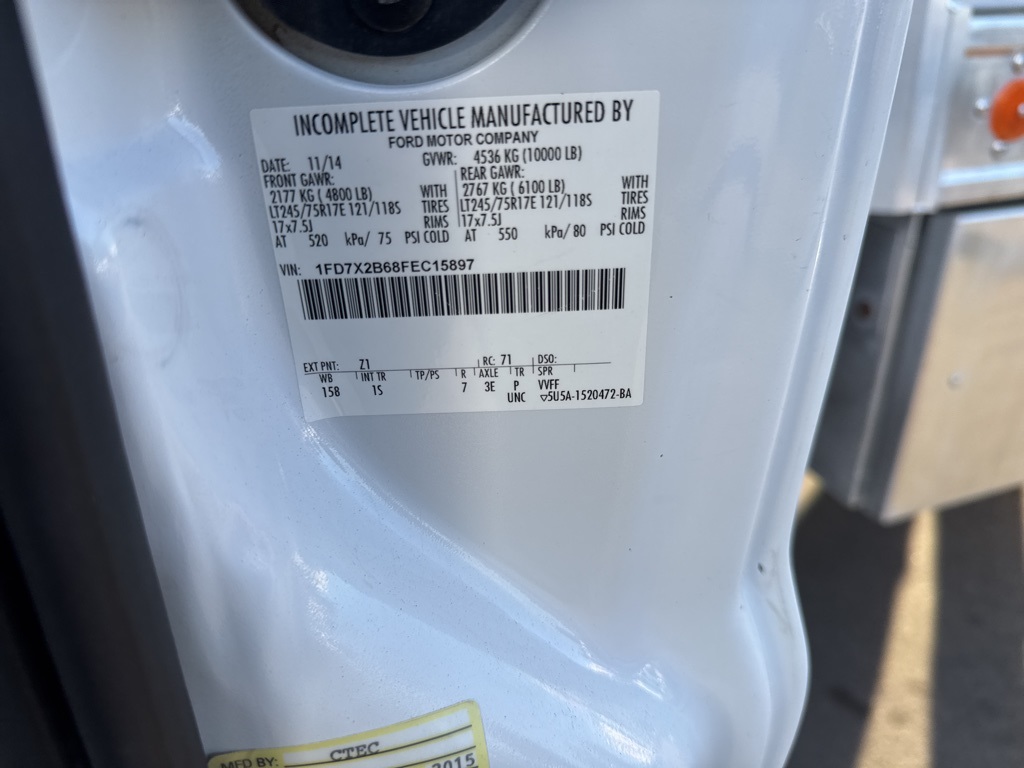 INCOMPLETE VEHICLE MANUFACTURED BY
FORD MOTOR COMPANY
DATE: 11/14 GVWR: 4536 KG (10000 LB)
FRONT GAWR: REAR GAWR:
2177 KG ( 4800 LB) WITH 2767 KG ( 6100 LB) WITH
LT245/75R17E 121/118S TIRES LT245/75R17E 121/118S TIRES
17x7.5J RIMS 17x7.5J RIMS
AT 520 kPa/ 75 PSI COLD AT 550 kPa/ 80 PSI COLD
VIN: 1FD7X2B68FEC15897
EXT PNT: Z1 RC: 71 DSO:
WB INT TR TP/PS R AXLE TR SPR
158 1S 7 3E P VVFF
UNC ▽5U5A-1520472-BA
MFD BY: CTEC
2015